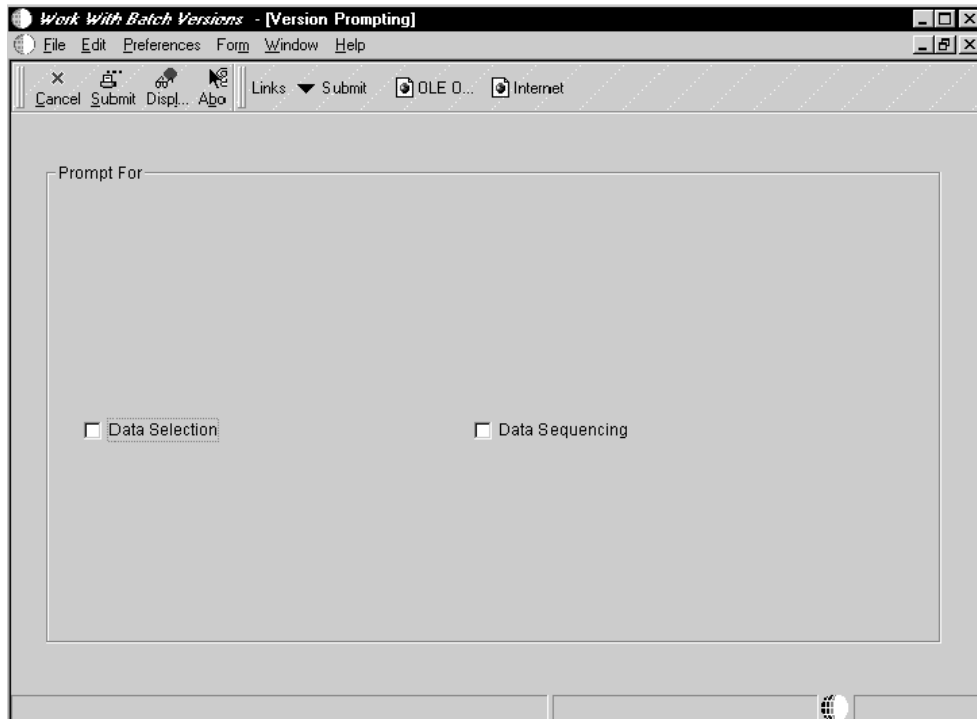 Work With Batch Versions - [Version Prompting]
File Edit Preferences Form Window Help
Cancel Submit Displ... Abo Links Submit OLE O... Internet
Prompt For
Data Selection Data Sequencing